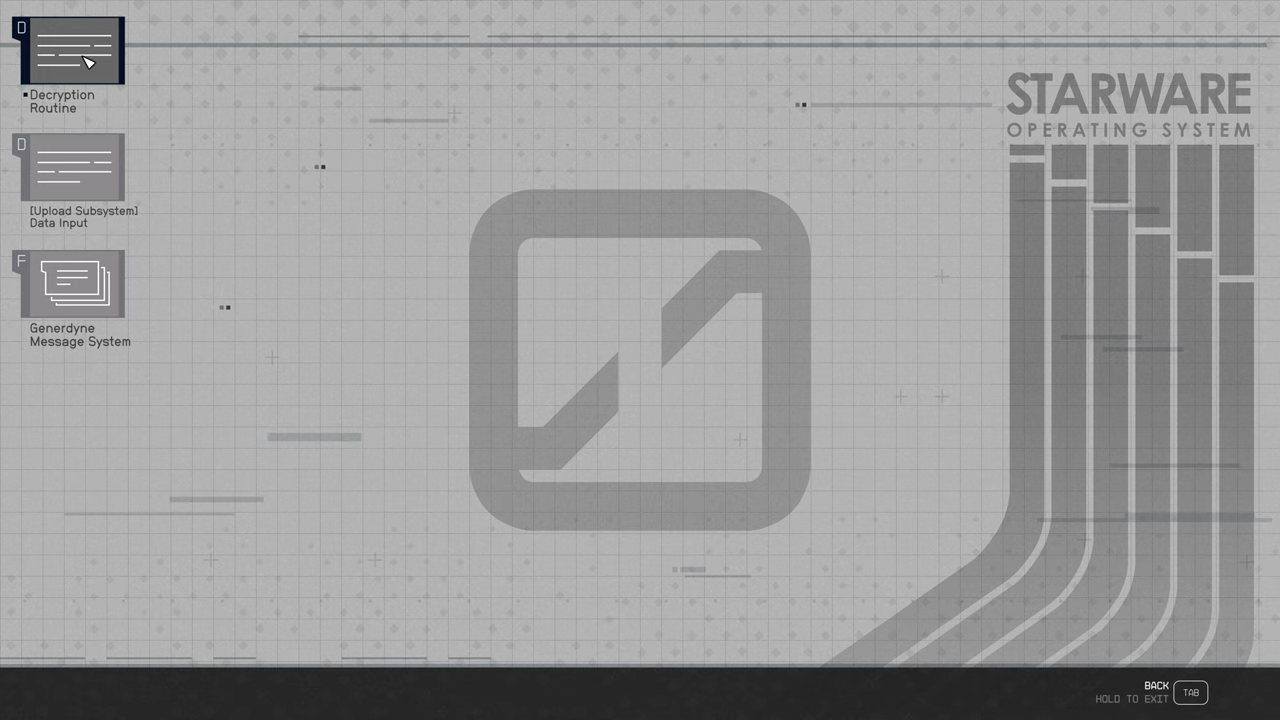 D
Decryption
Routine
D
[Upload Subsystem]
Data Input
F
Generdyne
Message System
STARWARE
OPERATING SYSTEM
BACK
HOLD TO EXIT
TAB